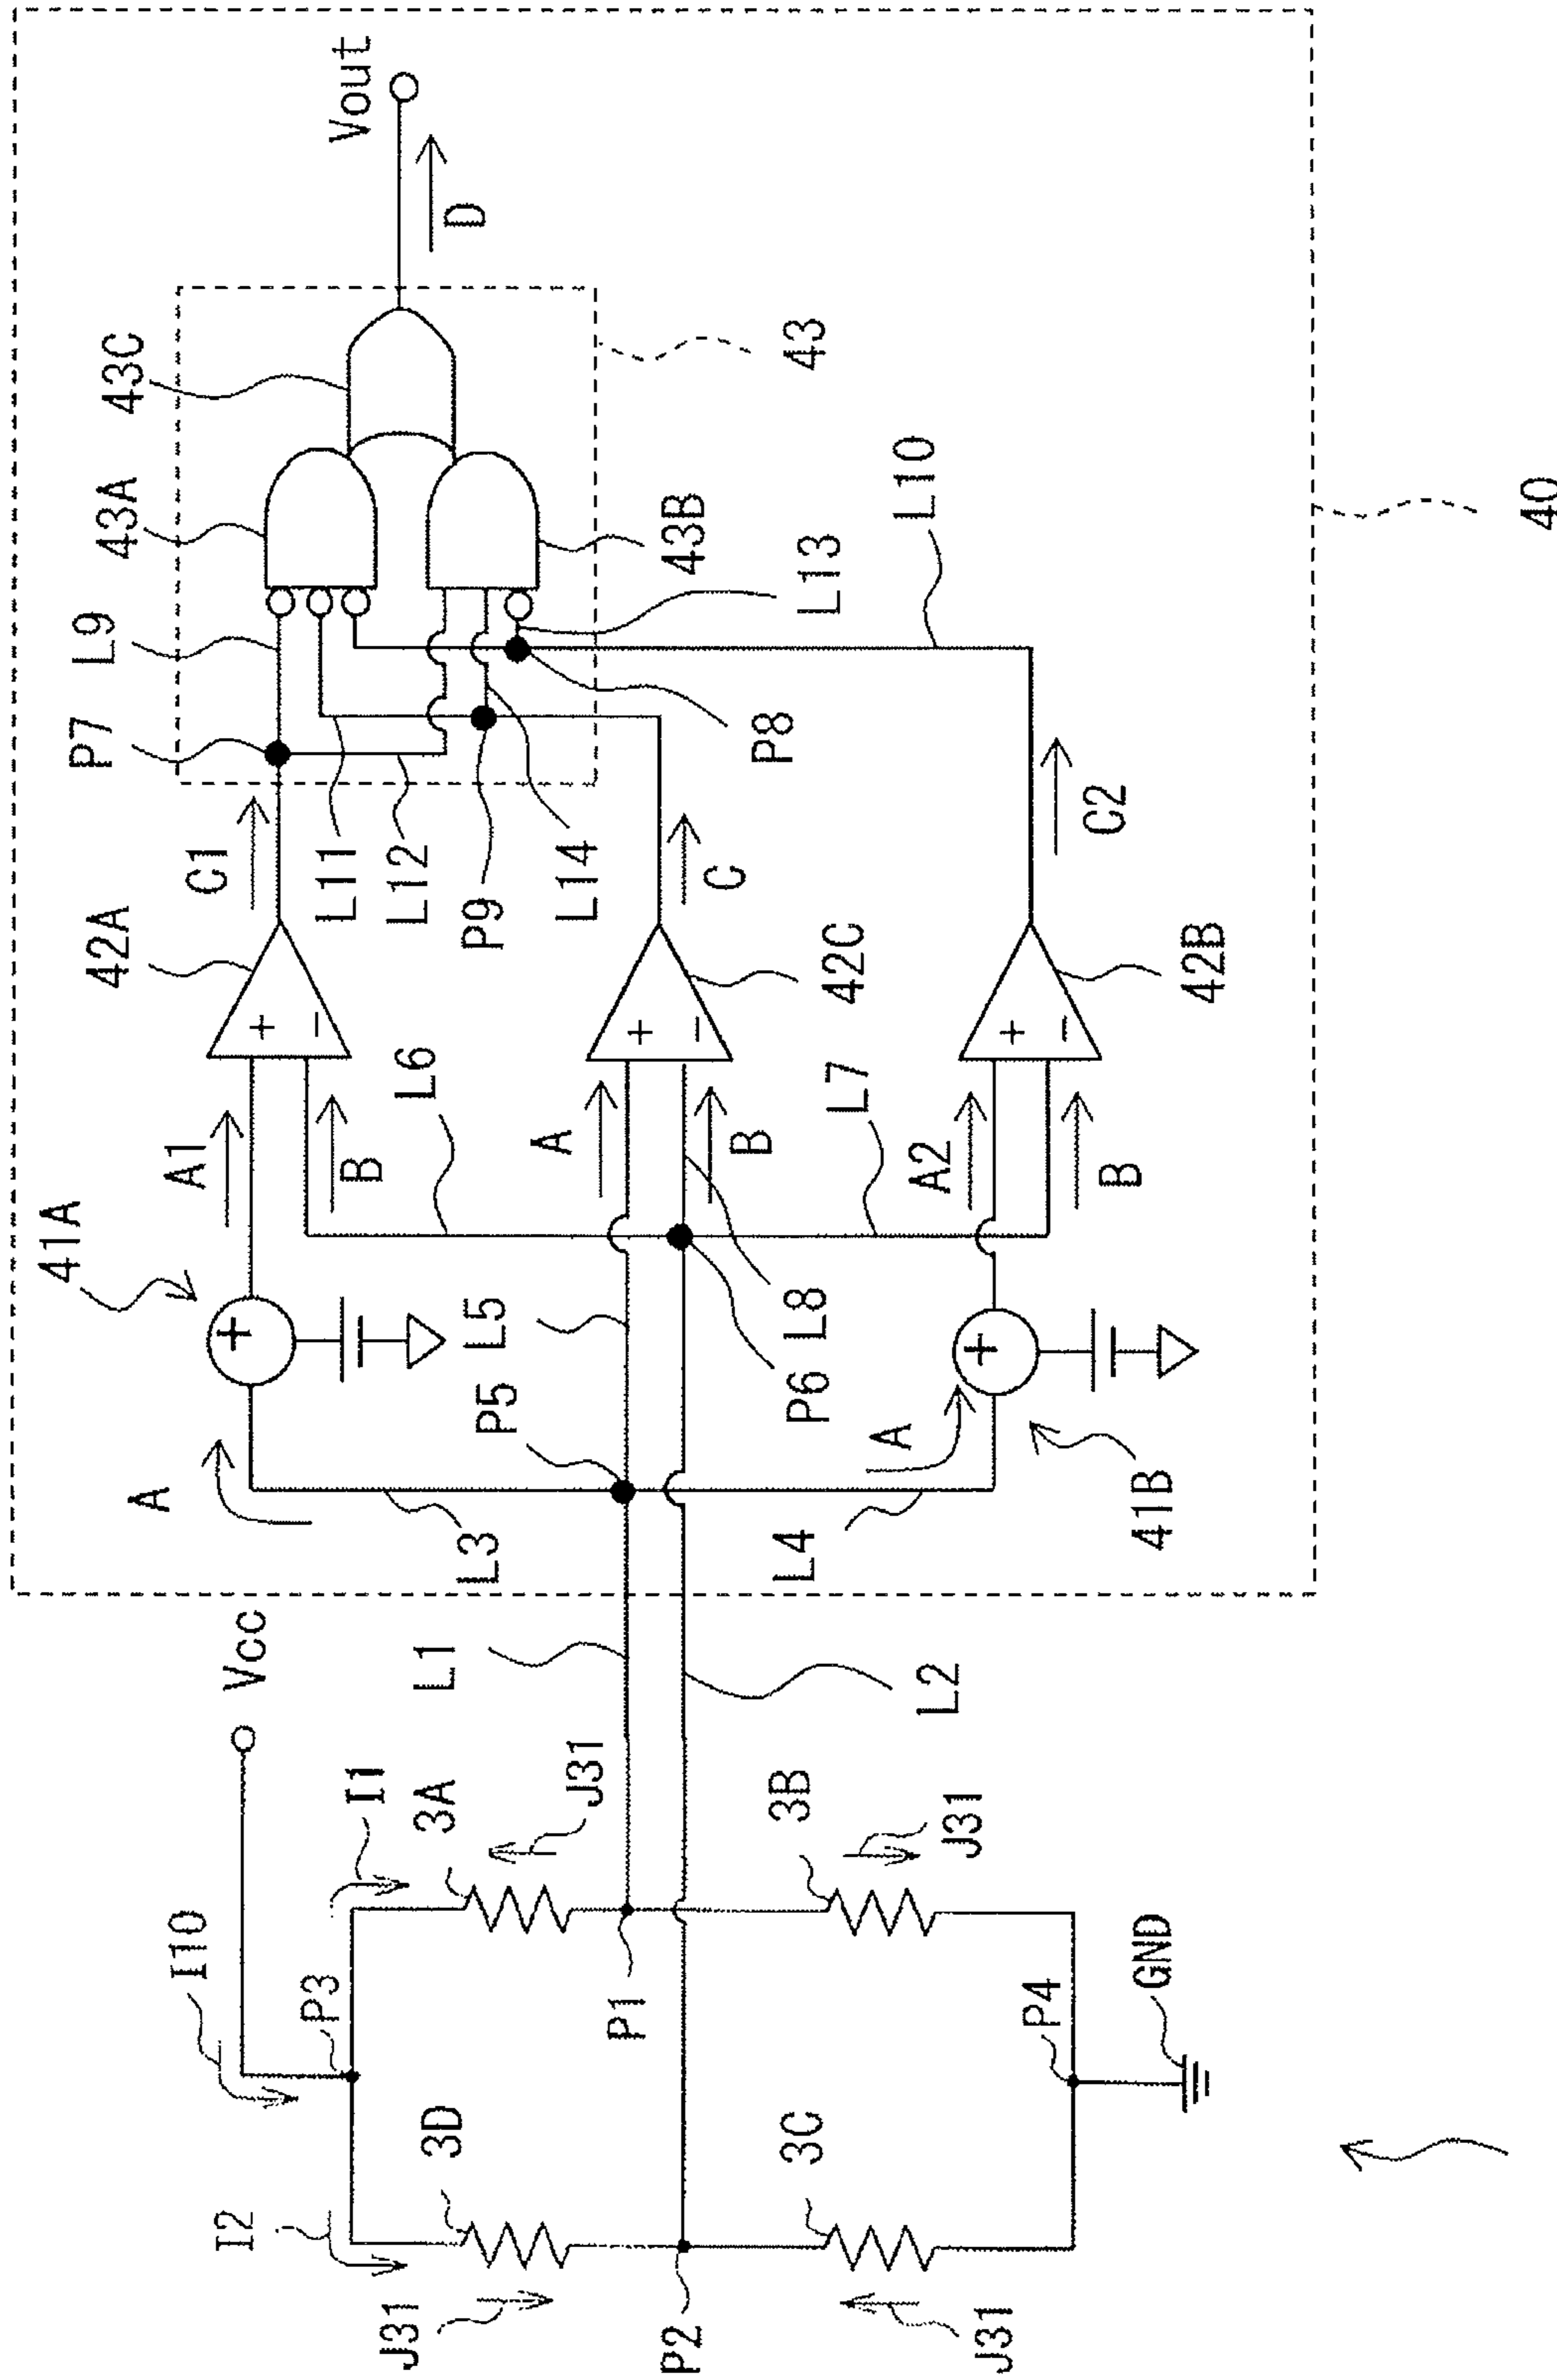 Vout
D
43C
43A
43B
43
L9
P7
L13
L10
P8
C1
L11
L12
P9
L14
C
C2
40
42A
+
−
42C
+
−
42B
+
−
L6
L7
A1
B
A
B
A2
B
41A
+
L5
L8
P5
P6
+
A
A
41B
L3
L4
Vcc
L1
L2
I1
3A
J31
3B
J31
I10
P3
P1
P4
GND
3D
3C
I2
J31
P2
J31